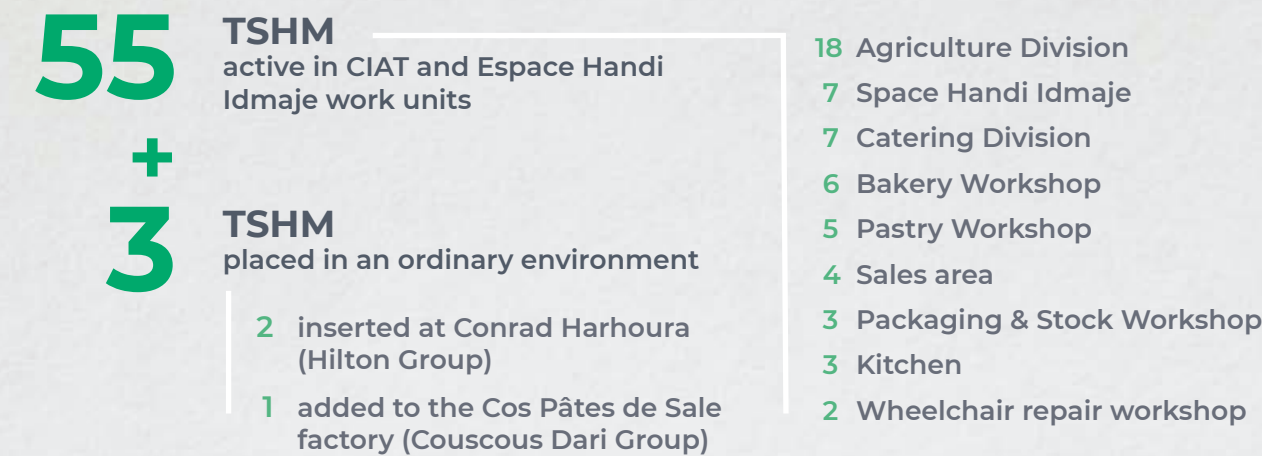 55
TSHM
active in CIAT and Espace Handi
Idmaje work units
+
3
TSHM
placed in an ordinary environment
2 inserted at Conrad Harhoura
(Hilton Group)
1 added to the Cos Pâtes de Sale
factory (Couscous Dari Group)
18 Agriculture Division
7 Space Handi Idmaje
7 Catering Division
6 Bakery Workshop
5 Pastry Workshop
4 Sales area
3 Packaging & Stock Workshop
3 Kitchen
2 Wheelchair repair workshop